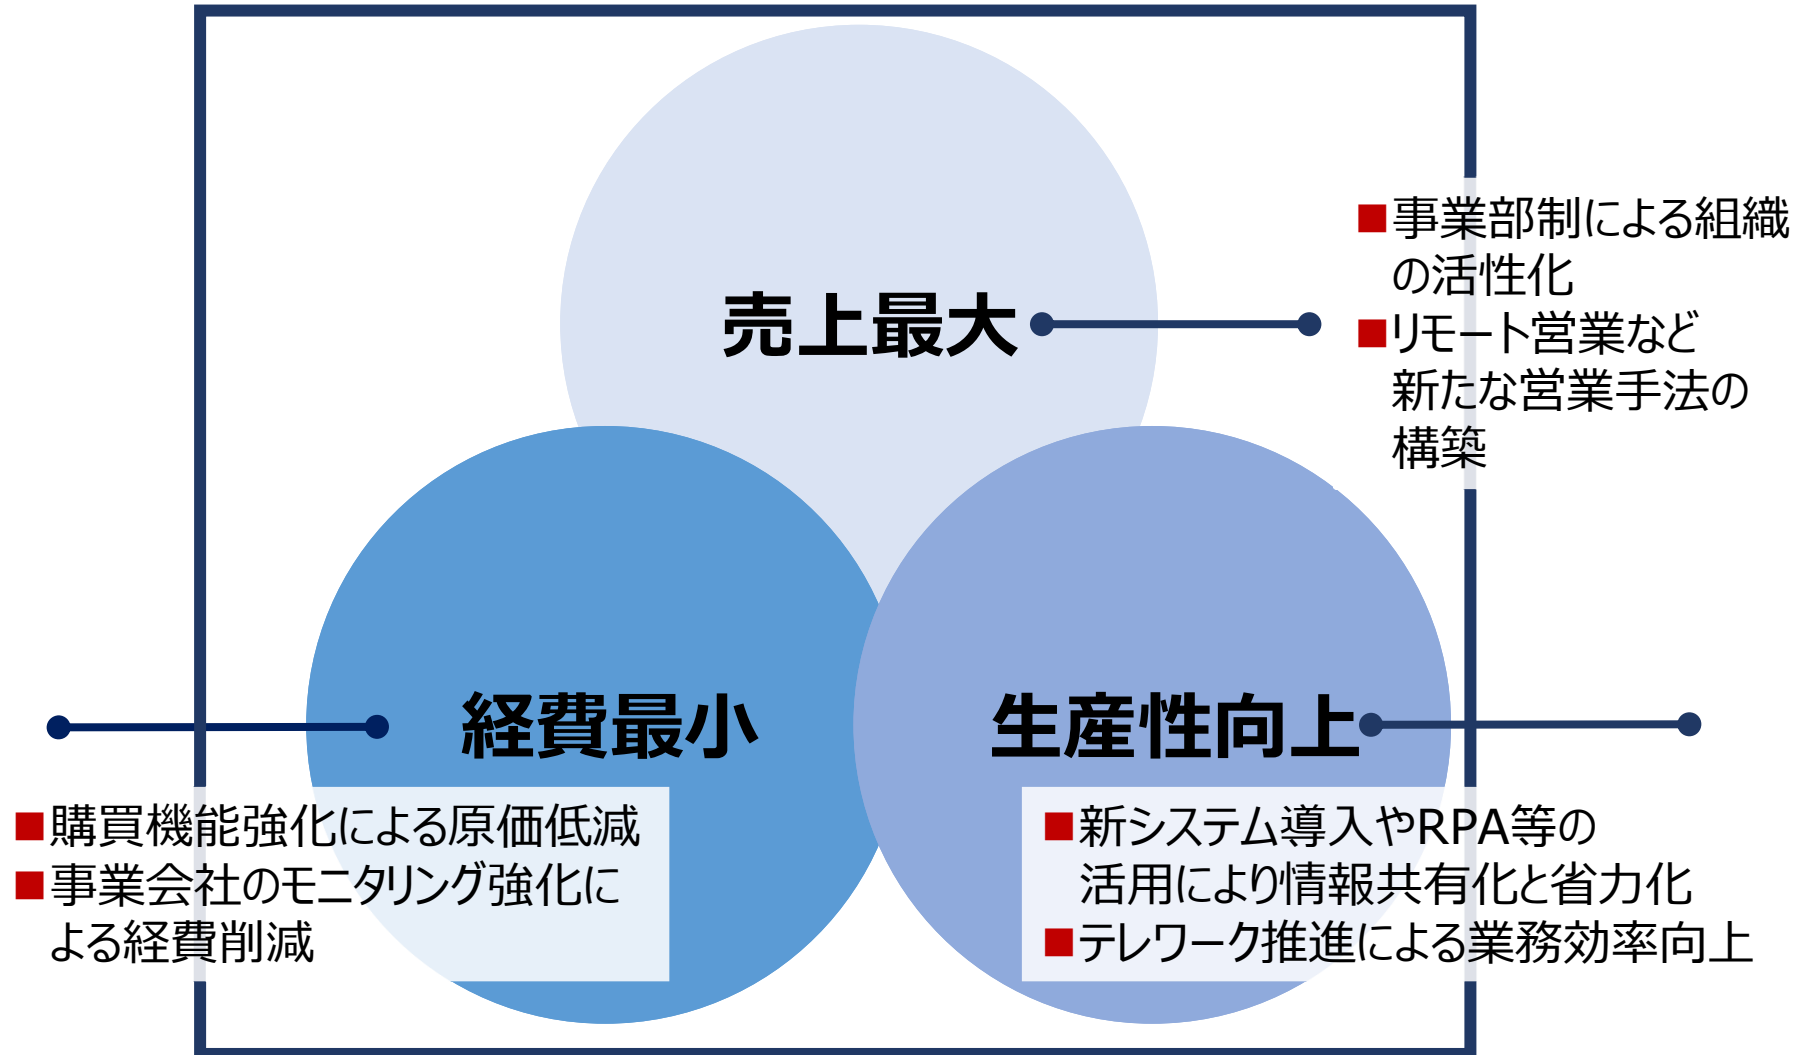 売上最大
■事業部制による組織
の活性化
■リモート営業など
新たな営業手法の
構築
経費最小
■購買機能強化による原価低減
■事業会社のモニタリング強化に
よる経費削減
生産性向上
■新システム導入やRPA等の
活用により情報共有化と省力化
■テレワーク推進による業務効率向上